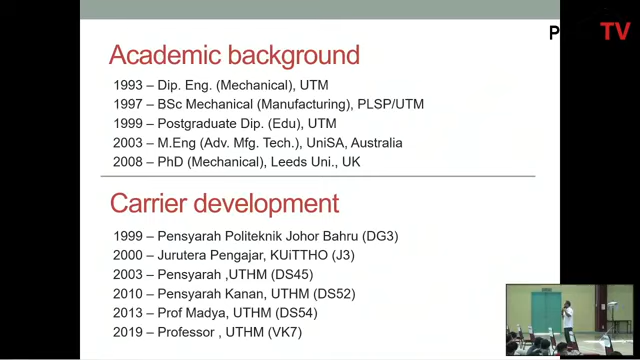 P TV
Academic background
1993 – Dip. Eng. (Mechanical), UTM
1997 – BSc Mechanical (Manufacturing), PLSP/UTM
1999 – Postgraduate Dip. (Edu), UTM
2003 – M.Eng (Adv. Mfg. Tech.), UniSA, Australia
2008 – PhD (Mechanical), Leeds Uni., UK
Carrier development
1999 – Pensyarah Politeknik Johor Bahru (DG3)
2000 – Jurutera Pengajar, KUiTTHO (J3)
2003 – Pensyarah ,UTHM (DS45)
2010 – Pensyarah Kanan, UTHM (DS52)
2013 – Prof Madya, UTHM (DS54)
2019 – Professor , UTHM (VK7)